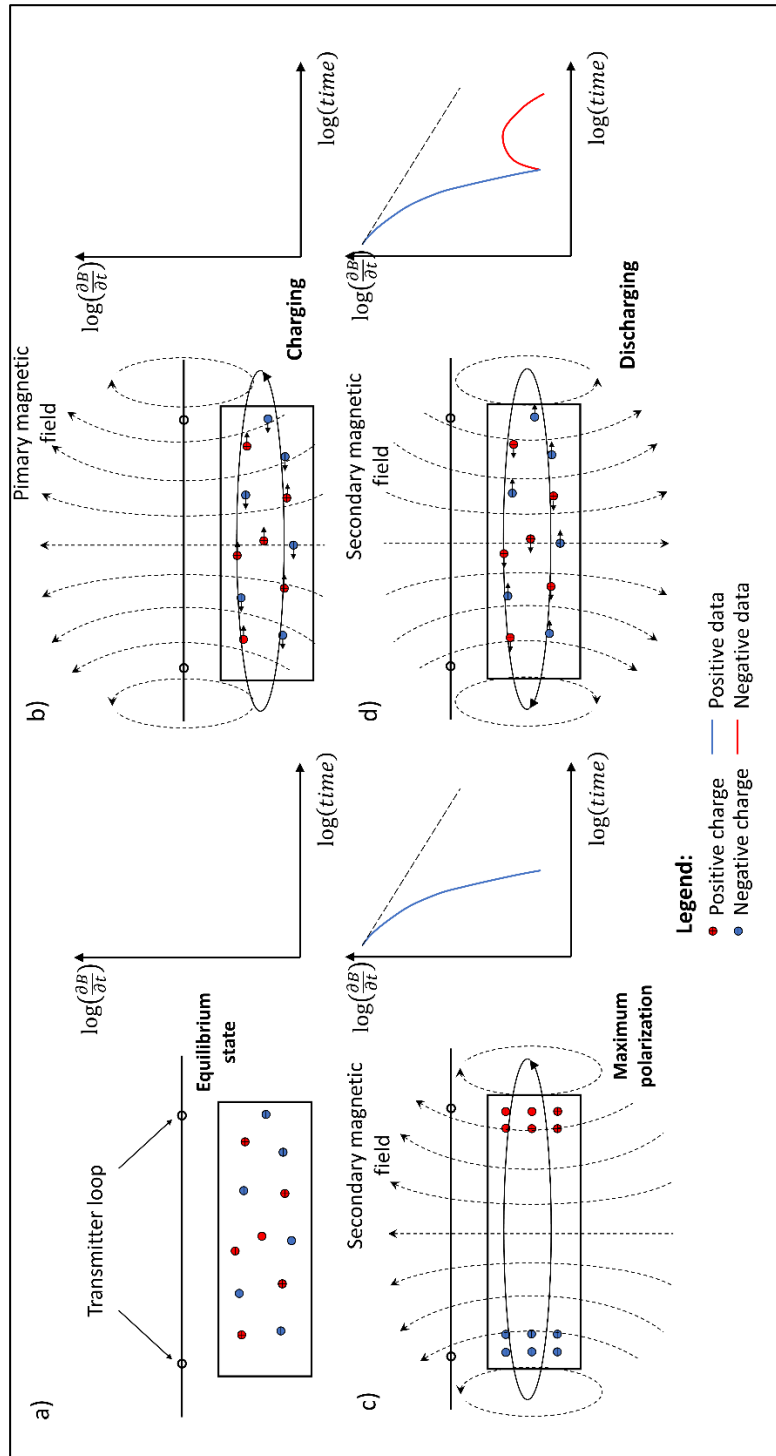 a)
Transmitter loop
Equilibrium
state
log(∂B/∂t)
log(time)
b)
Pimary magnetic
field
Charging
log(∂B/∂t)
log(time)
c)
Secondary magnetic
field
Maximum
polarization
log(∂B/∂t)
log(time)
d)
Secondary magnetic
field
Discharging
log(∂B/∂t)
log(time)
Legend:
Positive charge
Positive data
Negative charge
Negative data